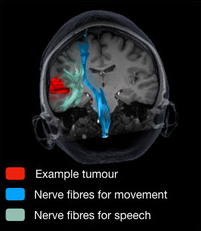 Example tumour
Nerve fibres for movement
Nerve fibres for speech